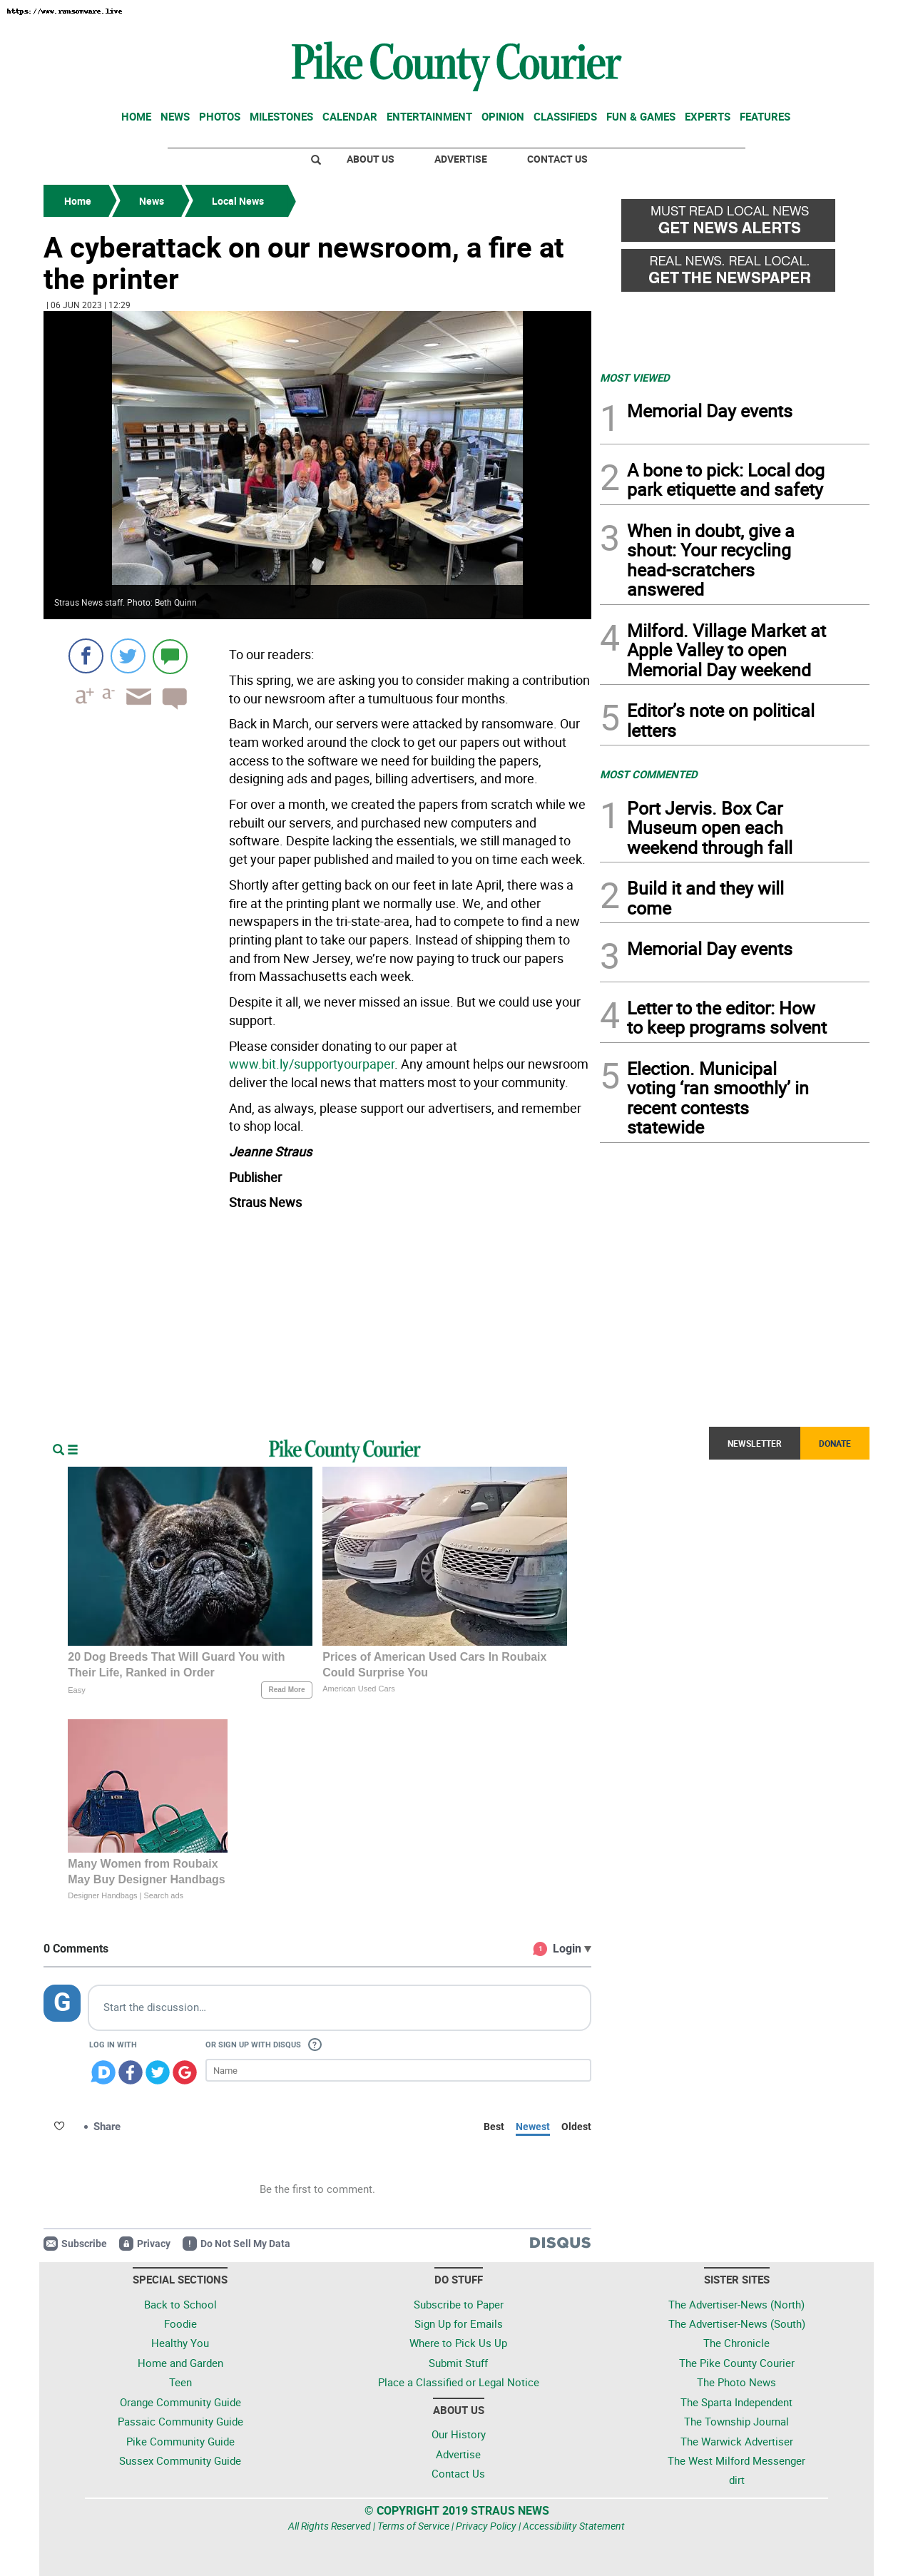 https://www.ransomware.live
Pike County Courier
HOME NEWS PHOTOS MILESTONES CALENDAR ENTERTAINMENT OPINION CLASSIFIEDS FUN & GAMES EXPERTS FEATURES
ABOUT US ADVERTISE CONTACT US
Home News Local News
A cyberattack on our newsroom, a fire at
the printer
| 06 JUN 2023 | 12:29
Straus News staff. Photo: Beth Quinn
To our readers:
This spring, we are asking you to consider making a contribution
to our newsroom after a tumultuous four months.
Back in March, our servers were attacked by ransomware. Our
team worked around the clock to get our papers out without
access to the software we need for building the papers,
designing ads and pages, billing advertisers, and more.
For over a month, we created the papers from scratch while we
rebuilt our servers, and purchased new computers and
software. Despite lacking the essentials, we still managed to
get your paper published and mailed to you on time each week.
Shortly after getting back on our feet in late April, there was a
fire at the printing plant we normally use. We, and other
newspapers in the tri-state-area, had to compete to find a new
printing plant to take our papers. Instead of shipping them to
and from New Jersey, we're now paying to truck our papers
from Massachusetts each week.
Despite it all, we never missed an issue. But we could use your
support.
Please consider donating to our paper at
www.bit.ly/supportyourpaper. Any amount helps our newsroom
deliver the local news that matters most to your community.
And, as always, please support our advertisers, and remember
to shop local.
Jeanne Straus
Publisher
Straus News
a+ a-
MUST READ LOCAL NEWS
GET NEWS ALERTS
REAL NEWS. REAL LOCAL.
GET THE NEWSPAPER
MOST VIEWED
1 Memorial Day events
2 A bone to pick: Local dog
park etiquette and safety
3 When in doubt, give a
shout: Your recycling
head-scratchers
answered
4 Milford. Village Market at
Apple Valley to open
Memorial Day weekend
5 Editor's note on political
letters
MOST COMMENTED
1 Port Jervis. Box Car
Museum open each
weekend through fall
2 Build it and they will
come
3 Memorial Day events
4 Letter to the editor: How
to keep programs solvent
5 Election. Municipal
voting 'ran smoothly' in
recent contests
statewide
Pike County Courier
NEWSLETTER DONATE
20 Dog Breeds That Will Guard You with
Their Life, Ranked in Order
Easy
Read More
Prices of American Used Cars In Roubaix
Could Surprise You
American Used Cars
Many Women from Roubaix
May Buy Designer Handbags
Designer Handbags | Search ads
0 Comments
1 Login
G
Start the discussion…
LOG IN WITH
OR SIGN UP WITH DISQUS ?
Name
• Share
Best Newest Oldest
Be the first to comment.
Subscribe Privacy ! Do Not Sell My Data
DISQUS
SPECIAL SECTIONS
Back to School
Foodie
Healthy You
Home and Garden
Teen
Orange Community Guide
Passaic Community Guide
Pike Community Guide
Sussex Community Guide
DO STUFF
Subscribe to Paper
Sign Up for Emails
Where to Pick Us Up
Submit Stuff
Place a Classified or Legal Notice
ABOUT US
Our History
Advertise
Contact Us
SISTER SITES
The Advertiser-News (North)
The Advertiser-News (South)
The Chronicle
The Pike County Courier
The Photo News
The Sparta Independent
The Township Journal
The Warwick Advertiser
The West Milford Messenger
dirt
© COPYRIGHT 2019 STRAUS NEWS
All Rights Reserved | Terms of Service | Privacy Policy | Accessibility Statement